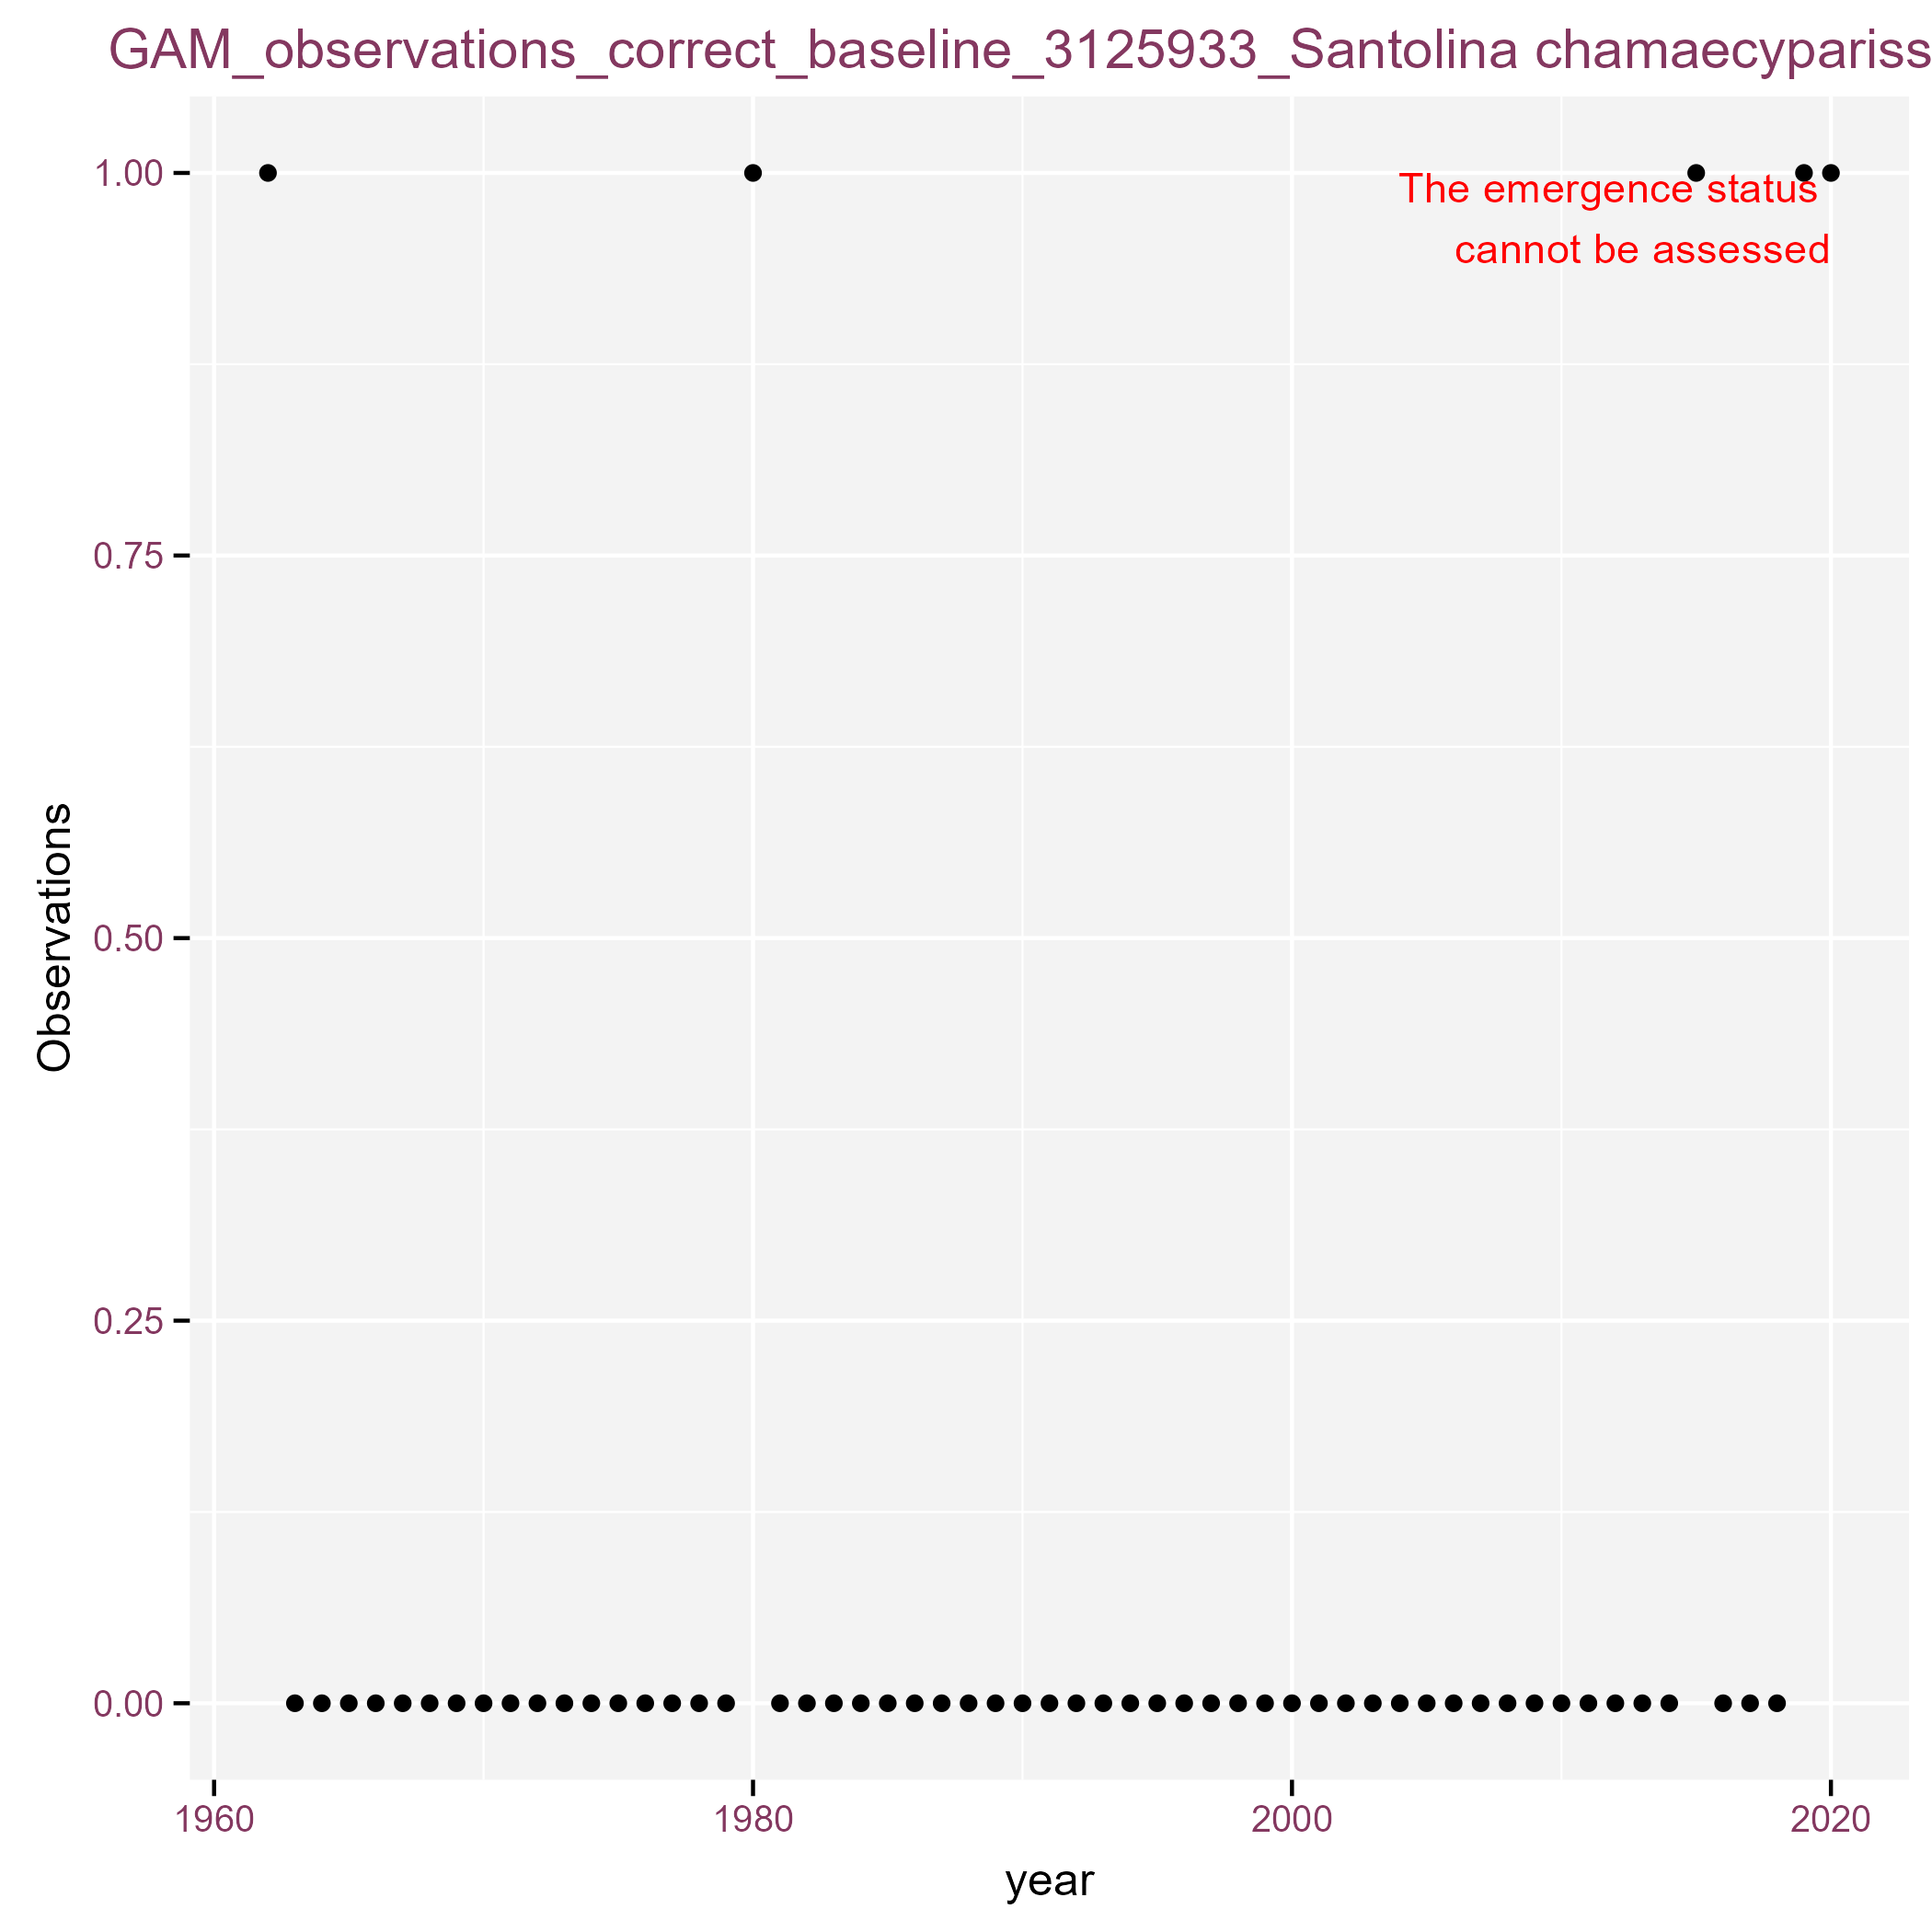 GAM_observations_correct_baseline_3125933_Santolina chamaecypariss
1.00
The emergence status
cannot be assessed
0.75
0.50
Observations
0.25
0.00
1960 1980 2000 2020
year